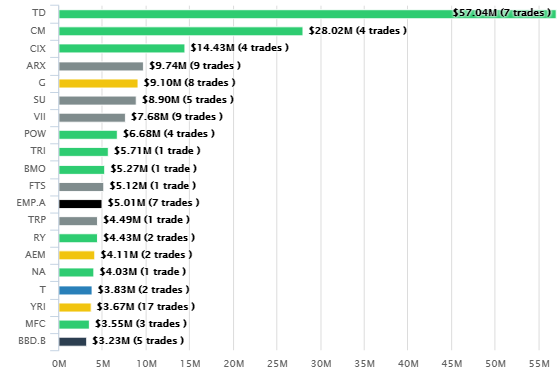 TD $57.04M (7 trades )
CM $28.02M (4 trades )
CIX $14.43M (4 trades )
ARX $9.74M (9 trades )
G $9.10M (8 trades )
SU $8.90M (5 trades )
VII $7.68M (9 trades )
POW $6.68M (4 trades )
TRI $5.71M (1 trade )
BMO $5.27M (1 trade )
FTS $5.12M (1 trade )
EMP.A $5.01M (7 trades )
TRP $4.49M (1 trade )
RY $4.43M (2 trades )
AEM $4.11M (2 trades )
NA $4.03M (1 trade )
T $3.83M (2 trades )
YRI $3.67M (17 trades )
MFC $3.55M (3 trades )
BBD.B $3.23M (5 trades )
0M 5M 10M 15M 20M 25M 30M 35M 40M 45M 50M 55M